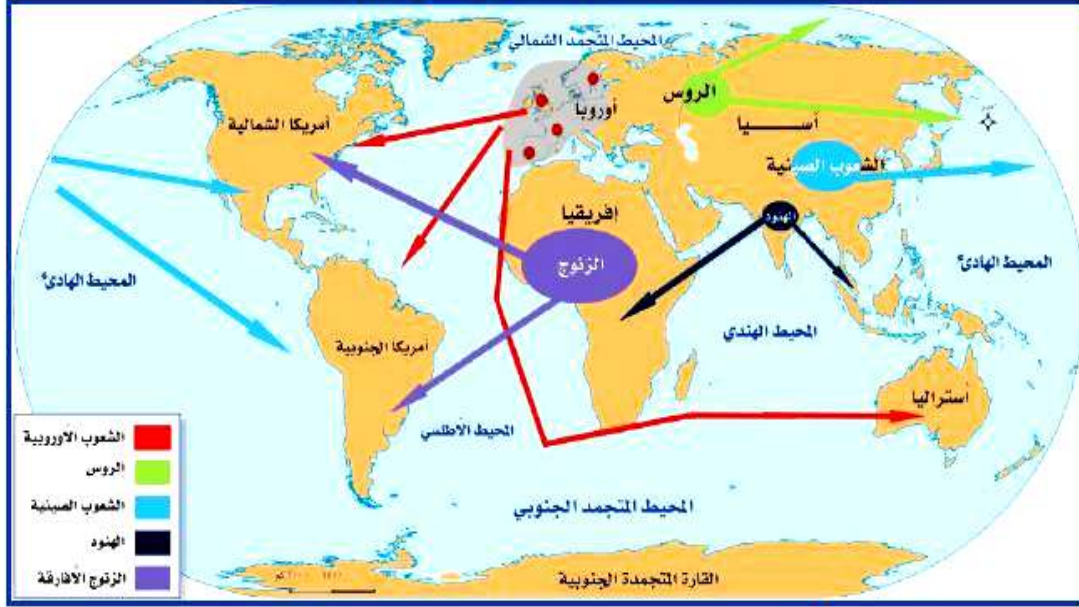 المحيط المتجمد الشمالي
أوروبا
الروس
أمريكا الشمالية
أســـــيا
الشعوب الصينية
إفريقيا
الهنود
الزنوج
المحيط الهادئ
المحيط الهادئ
المحيط الهندي
أمريكا الجنوبية
أستراليا
المحيط الأطلسي
المحيط المتجمد الجنوبي
القارة المتجمدة الجنوبية
الشعوب الأوروبية
الروس
الشعوب الصينية
الهنود
الزنوج الأفارقة